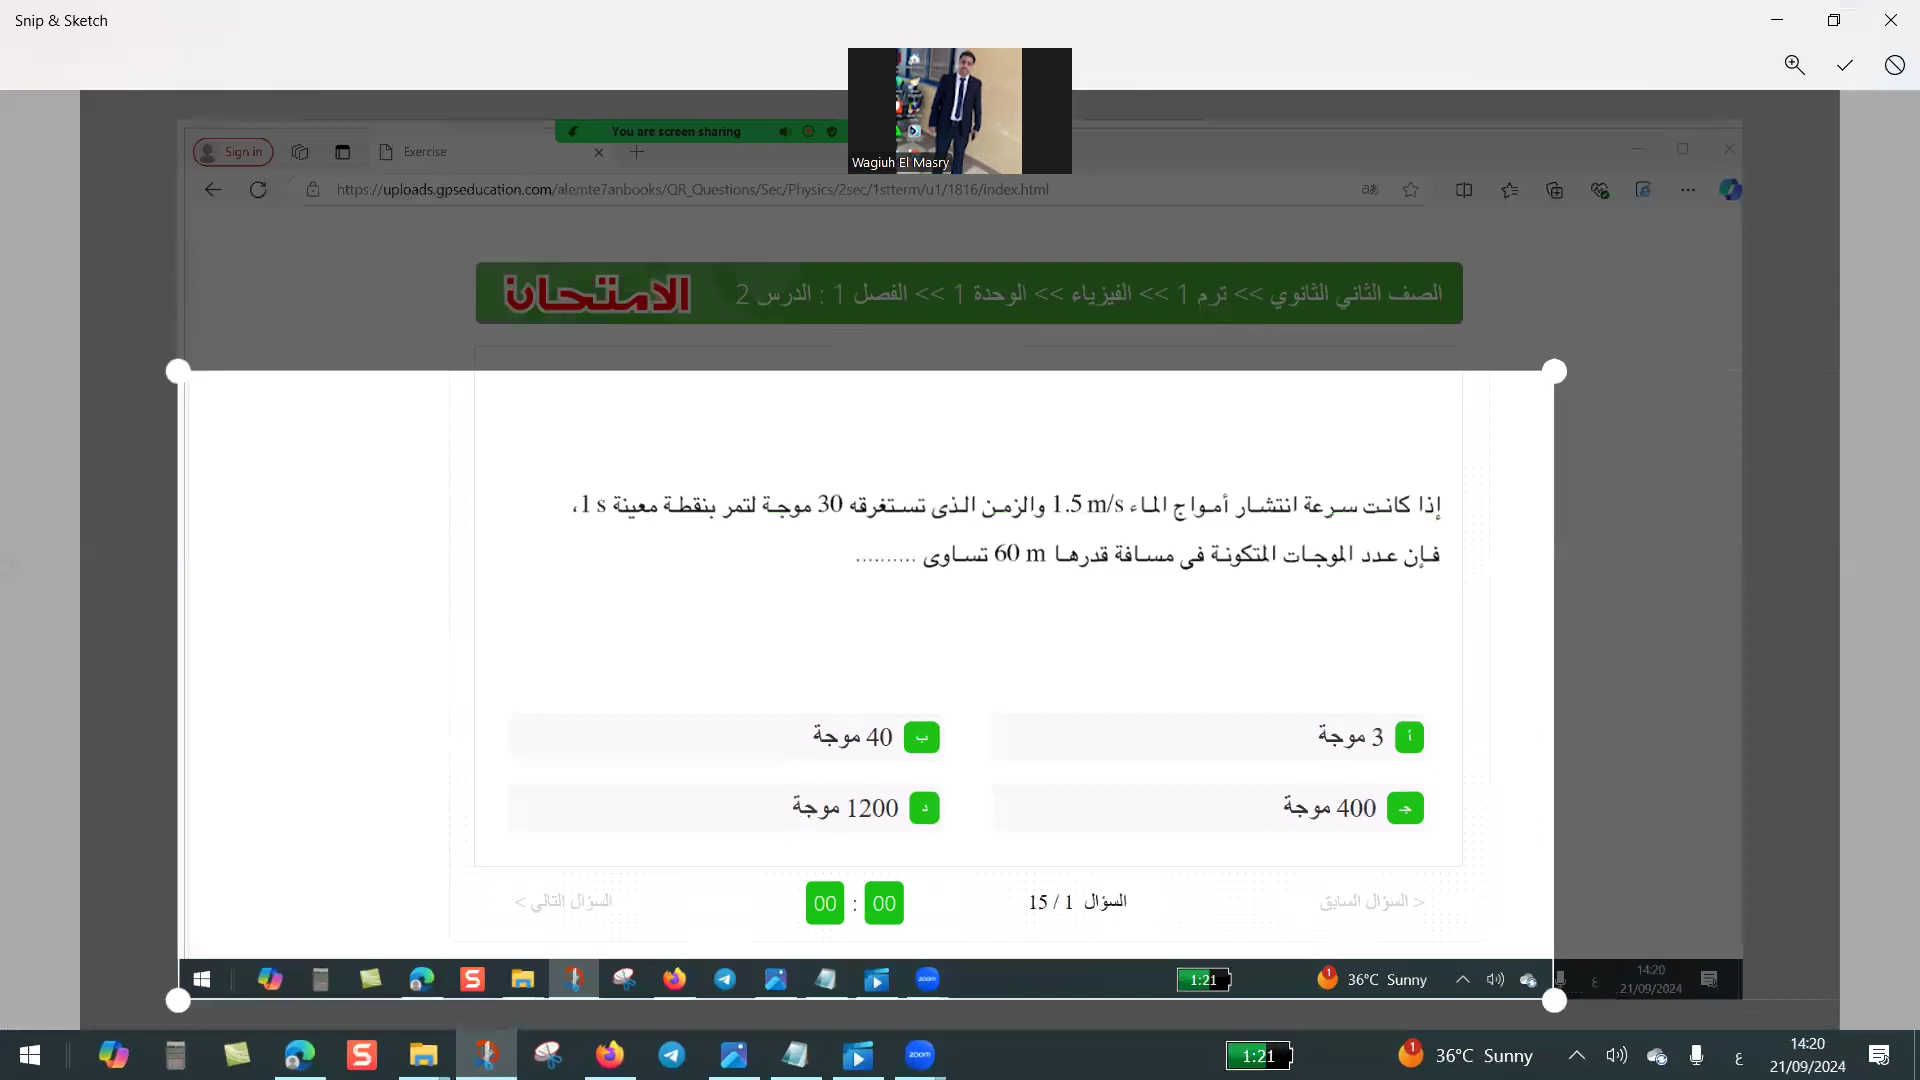 Snip & Sketch
Wagiuh El Masry
You are screen sharing
Sign in
Exercise
https://uploads.gpseducation.com/alemte7anbooks/QR_Questions/Sec/Physics/2sec/1stterm/u1/1816/index.html
الصف الثاني الثانوي >> ترم 1 >> الفيزياء >> الوحدة 1 >> الفصل 1 : الدرس 2
الامتحان
إذا كانت سرعة انتشار أمواج الماء 1.5 m/s والزمن الذى تستغرقه 30 موجة لتمر بنقطة معينة 1 s،
فإن عدد الموجات المتكونة فى مسافة قدرها 60 m تساوى ..........
أ 3 موجة
ب 40 موجة
جـ 400 موجة
د 1200 موجة
< السؤال السابق
السؤال 1 / 15
00 : 00
السؤال التالي >
1:21
1
36°C Sunny
ع
14:20
21/09/2024
zoom
1:21
1
36°C Sunny
ع
14:20
21/09/2024
zoom